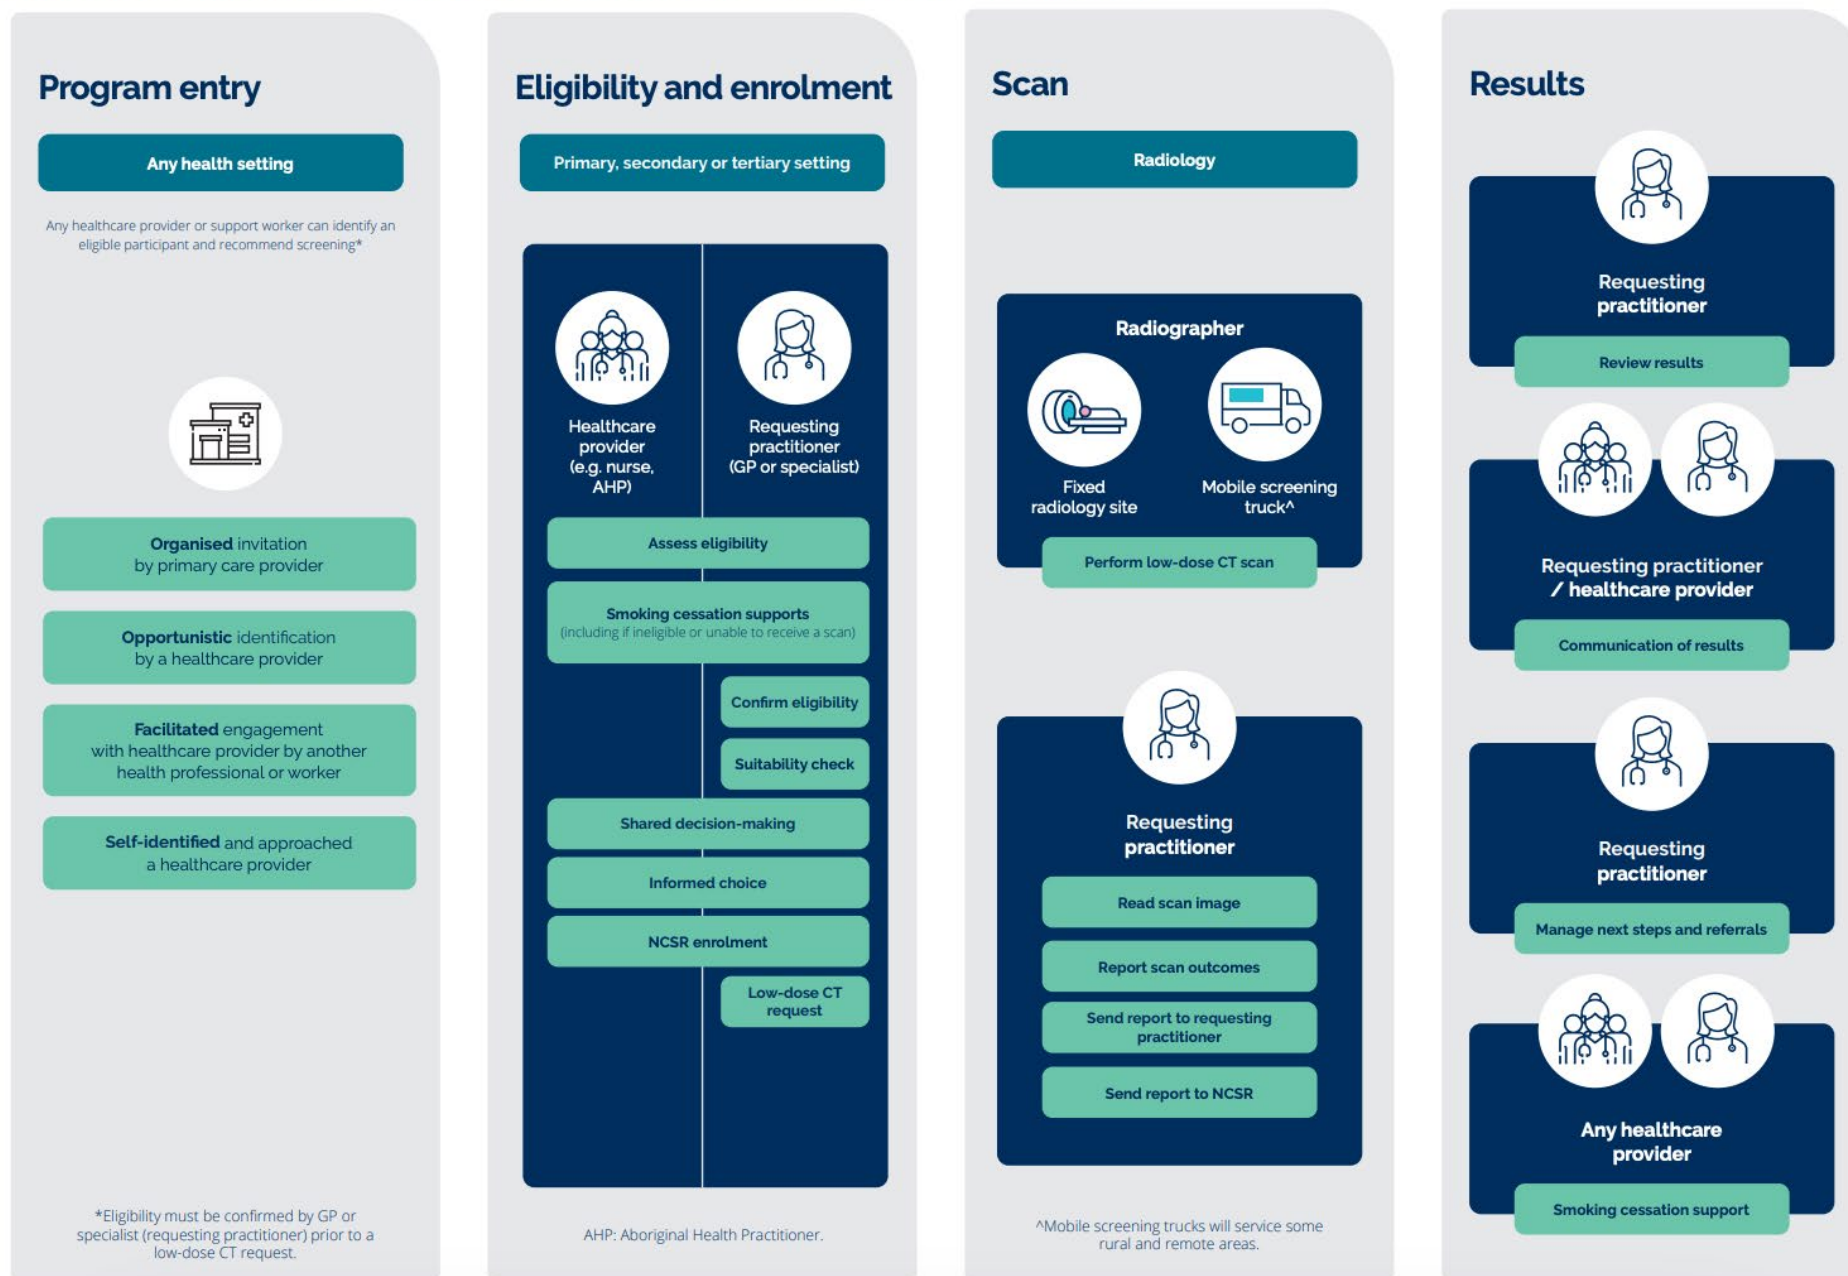 Program entry
Any health setting
Any healthcare provider or support worker can identify an
eligible participant and recommend screening*
Organised invitation
by primary care provider
Opportunistic identification
by a healthcare provider
Facilitated engagement
with healthcare provider by another
health professional or worker
Self-identified and approached
a healthcare provider
*Eligibility must be confirmed by GP or
specialist (requesting practitioner) prior to a
low-dose CT request.
Eligibility and enrolment
Primary, secondary or tertiary setting
Healthcare
provider
(e.g. nurse,
AHP)
Requesting
practitioner
(GP or specialist)
Assess eligibility
Smoking cessation supports
(including if ineligible or unable to receive a scan)
Confirm eligibility
Suitability check
Shared decision-making
Informed choice
NCSR enrolment
Low-dose CT
request
AHP: Aboriginal Health Practitioner.
Scan
Radiology
Radiographer
Fixed
radiology site
Mobile screening
truck^
Perform low-dose CT scan
Requesting
practitioner
Read scan image
Report scan outcomes
Send report to requesting
practitioner
Send report to NCSR
^Mobile screening trucks will service some
rural and remote areas.
Results
Requesting
practitioner
Review results
Requesting practitioner
/ healthcare provider
Communication of results
Requesting
practitioner
Manage next steps and referrals
Any healthcare
provider
Smoking cessation support